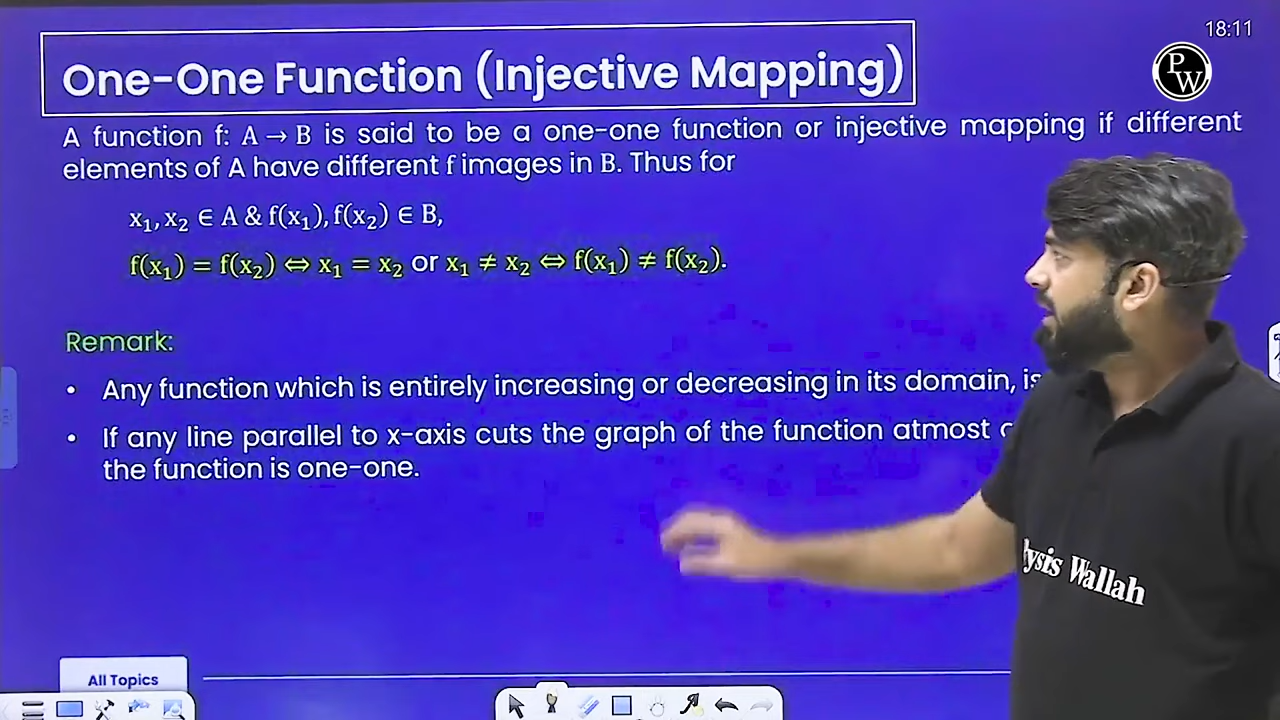 18:11
One-One Function (Injective Mapping)
PW
A function f: A → B is said to be a one-one function or injective mapping if different
elements of A have different f images in B. Thus for
x₁, x₂ ∈ A & f(x₁), f(x₂) ∈ B,
f(x₁) = f(x₂) ⇔ x₁ = x₂ or x₁ ≠ x₂ ⇔ f(x₁) ≠ f(x₂).
Remark:
• Any function which is entirely increasing or decreasing in its domain, is
• If any line parallel to x-axis cuts the graph of the function atmost
the function is one-one.
ysis Wallah
All Topics